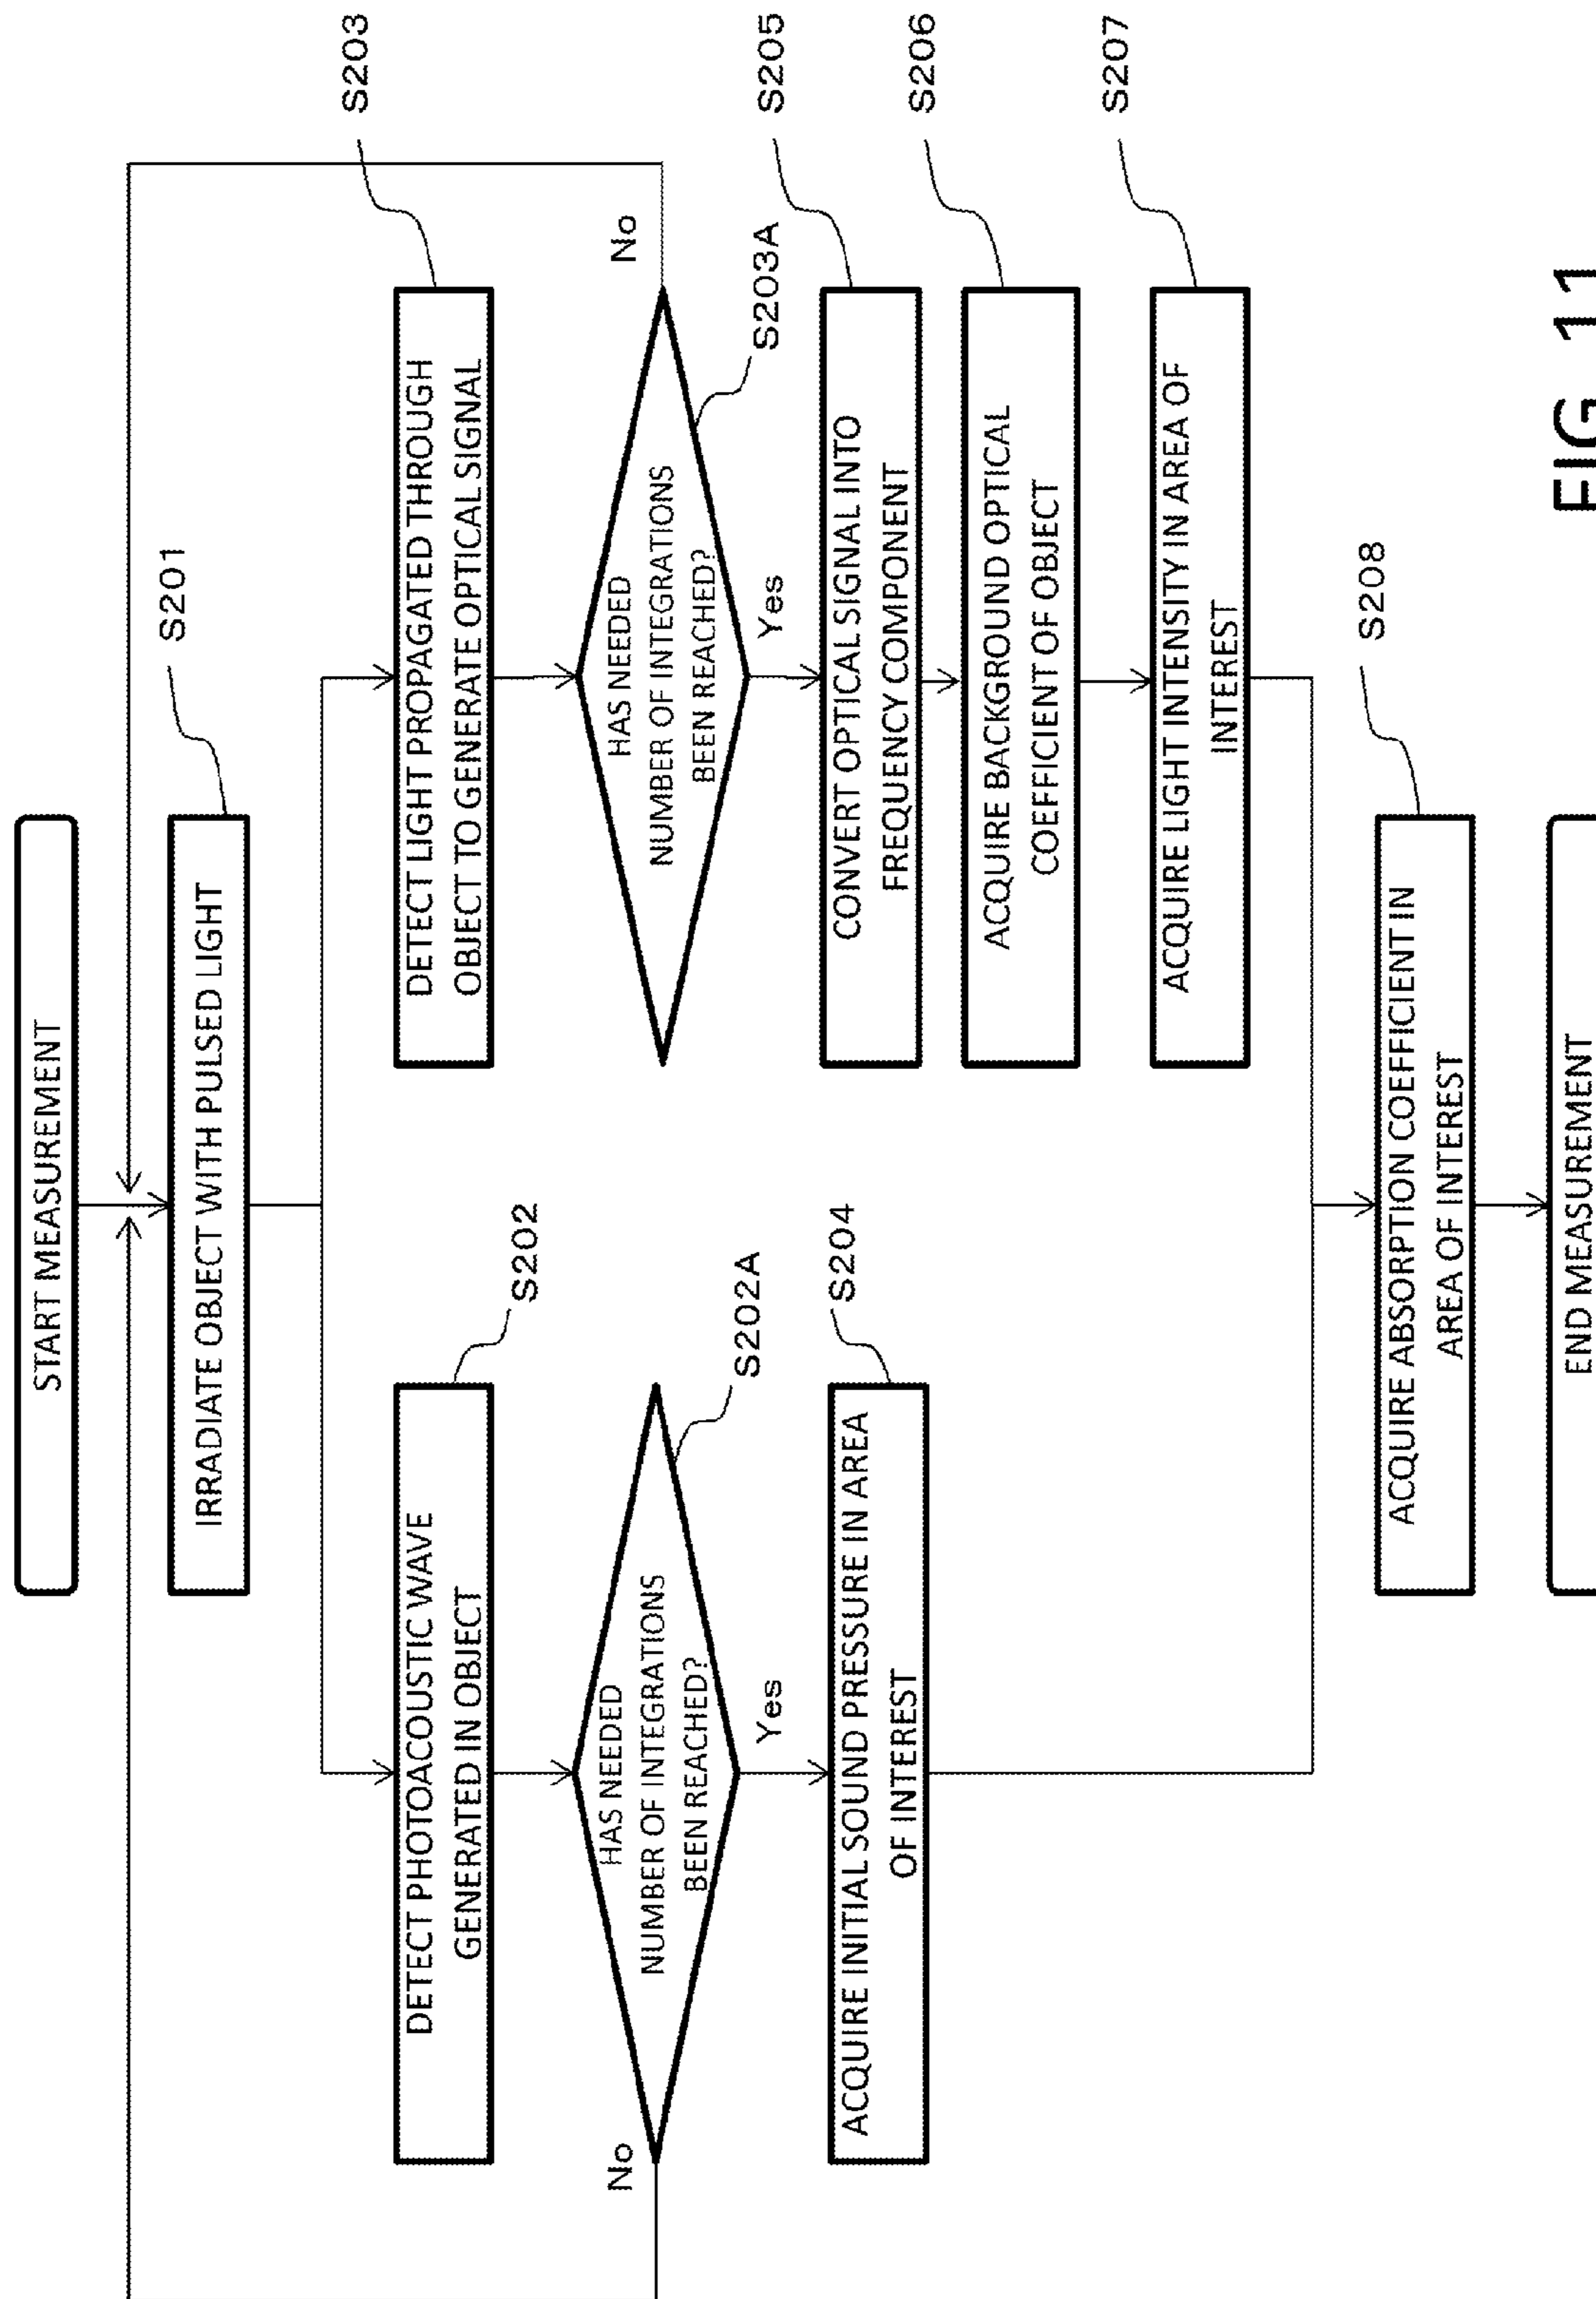 START MEASUREMENT
IRRADIATE OBJECT WITH PULSED LIGHT
S201
DETECT PHOTOACOUSTIC WAVE
GENERATED IN OBJECT
S202
HAS NEEDED
NUMBER OF INTEGRATIONS
BEEN REACHED?
S202A
No
Yes
ACQUIRE INITIAL SOUND PRESSURE IN AREA
OF INTEREST
S204
DETECT LIGHT PROPAGATED THROUGH
OBJECT TO GENERATE OPTICAL SIGNAL
S203
HAS NEEDED
NUMBER OF INTEGRATIONS
BEEN REACHED?
S203A
No
Yes
CONVERT OPTICAL SIGNAL INTO
FREQUENCY COMPONENT
S205
ACQUIRE BACKGROUND OPTICAL
COEFFICIENT OF OBJECT
S206
ACQUIRE LIGHT INTENSITY IN AREA OF
INTEREST
S207
ACQUIRE ABSORPTION COEFFICIENT IN
AREA OF INTEREST
S208
END MEASUREMENT
FIG. 11